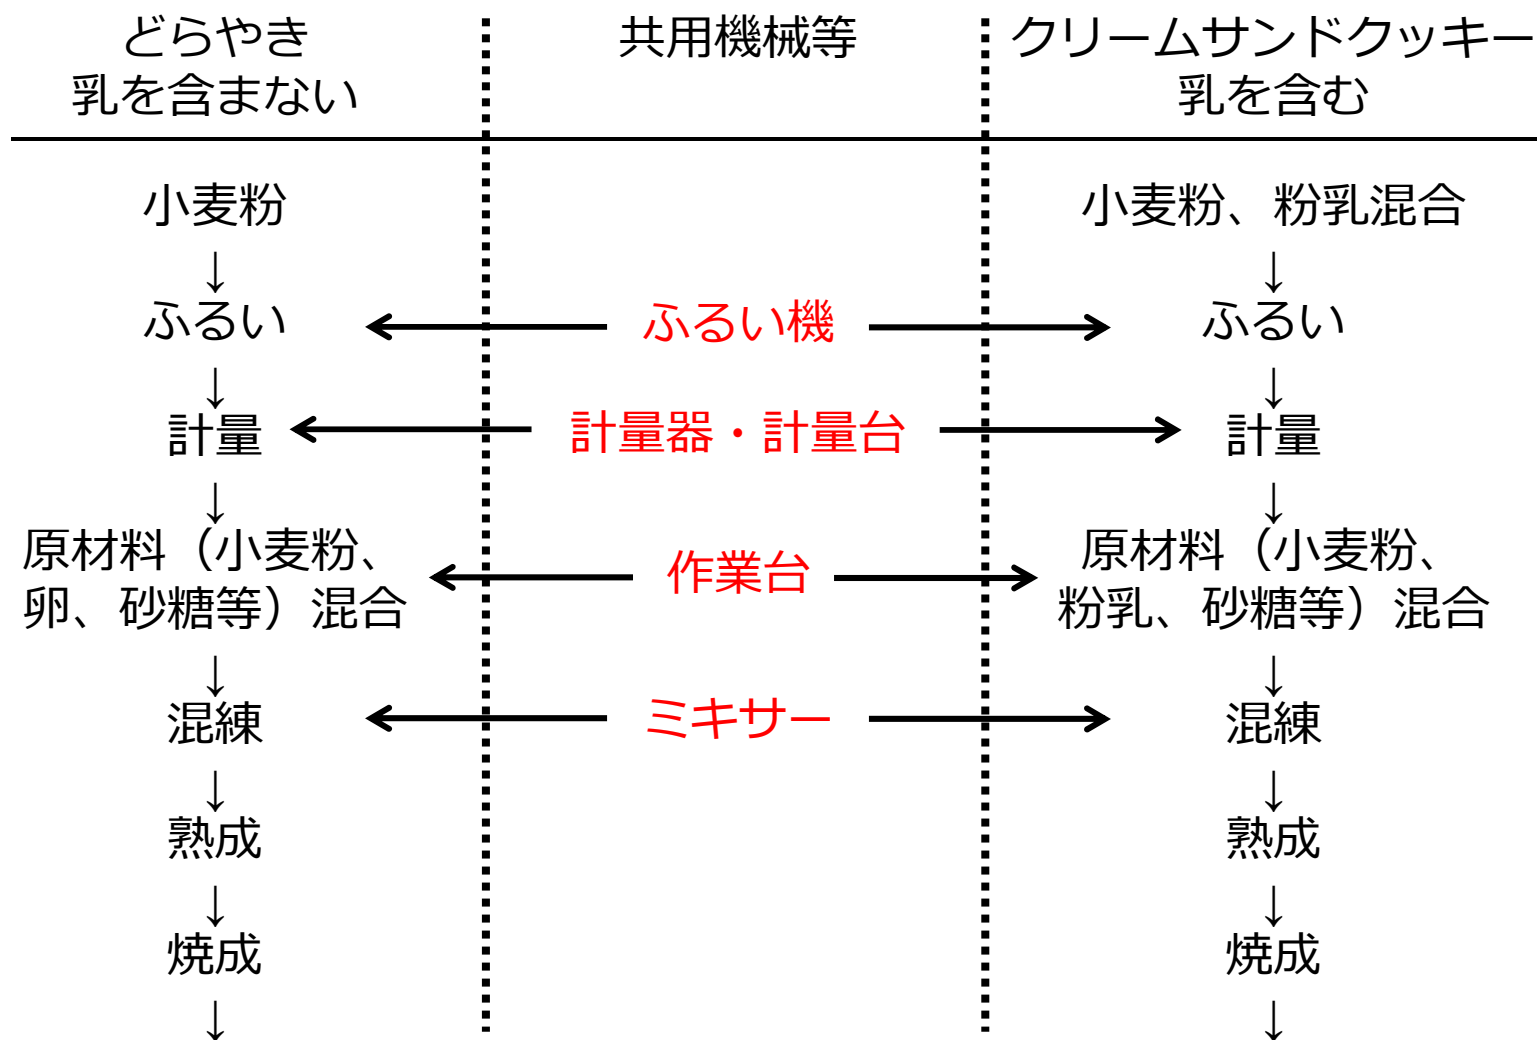 どらやき
乳を含まない
共用機械等
クリームサンドクッキー
乳を含む
小麦粉
小麦粉、粉乳混合
↓
↓
ふるい
ふるい機
ふるい
↓
↓
計量
計量器・計量台
計量
↓
↓
原材料（小麦粉、
卵、砂糖等）混合
作業台
原材料（小麦粉、
粉乳、砂糖等）混合
↓
↓
混練
ミキサー
混練
↓
↓
熟成
熟成
↓
↓
焼成
焼成
↓
↓